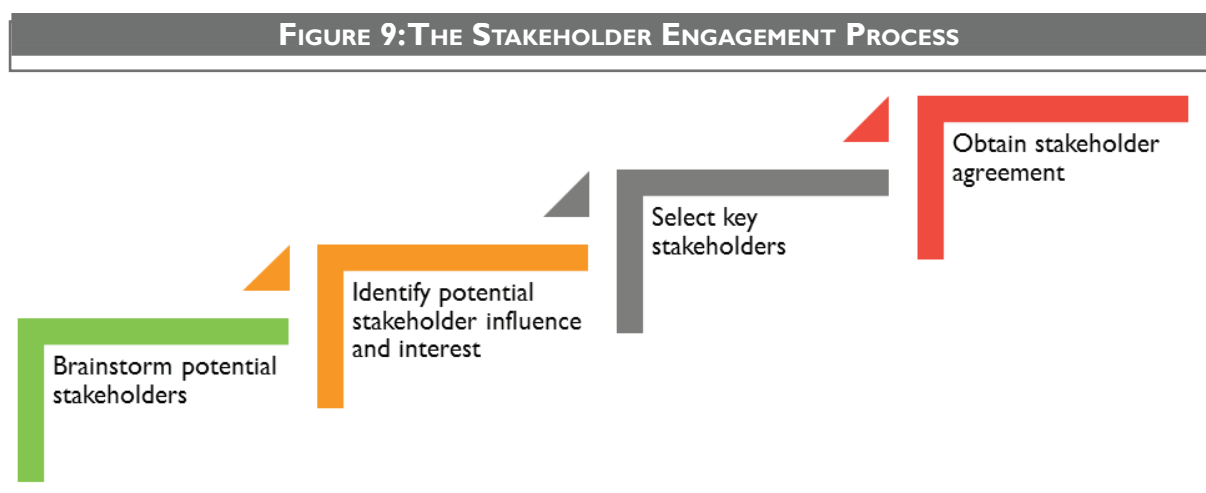 FIGURE 9: THE STAKEHOLDER ENGAGEMENT PROCESS
Brainstorm potential
stakeholders
Identify potential
stakeholder influence
and interest
Select key
stakeholders
Obtain stakeholder
agreement